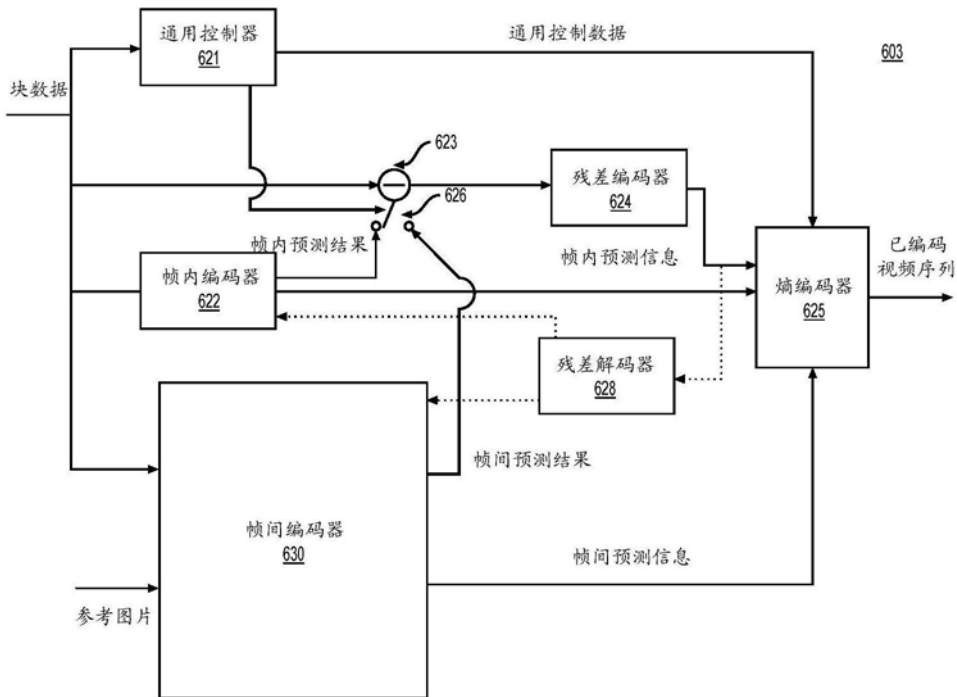 通用控制器
621
通用控制数据
603
块数据
623
626
残差编码器
624
帧内预测结果
帧内预测信息
已编码
视频序列
帧内编码器
622
熵编码器
625
残差解码器
628
帧间预测结果
帧间编码器
630
帧间预测信息
参考图片